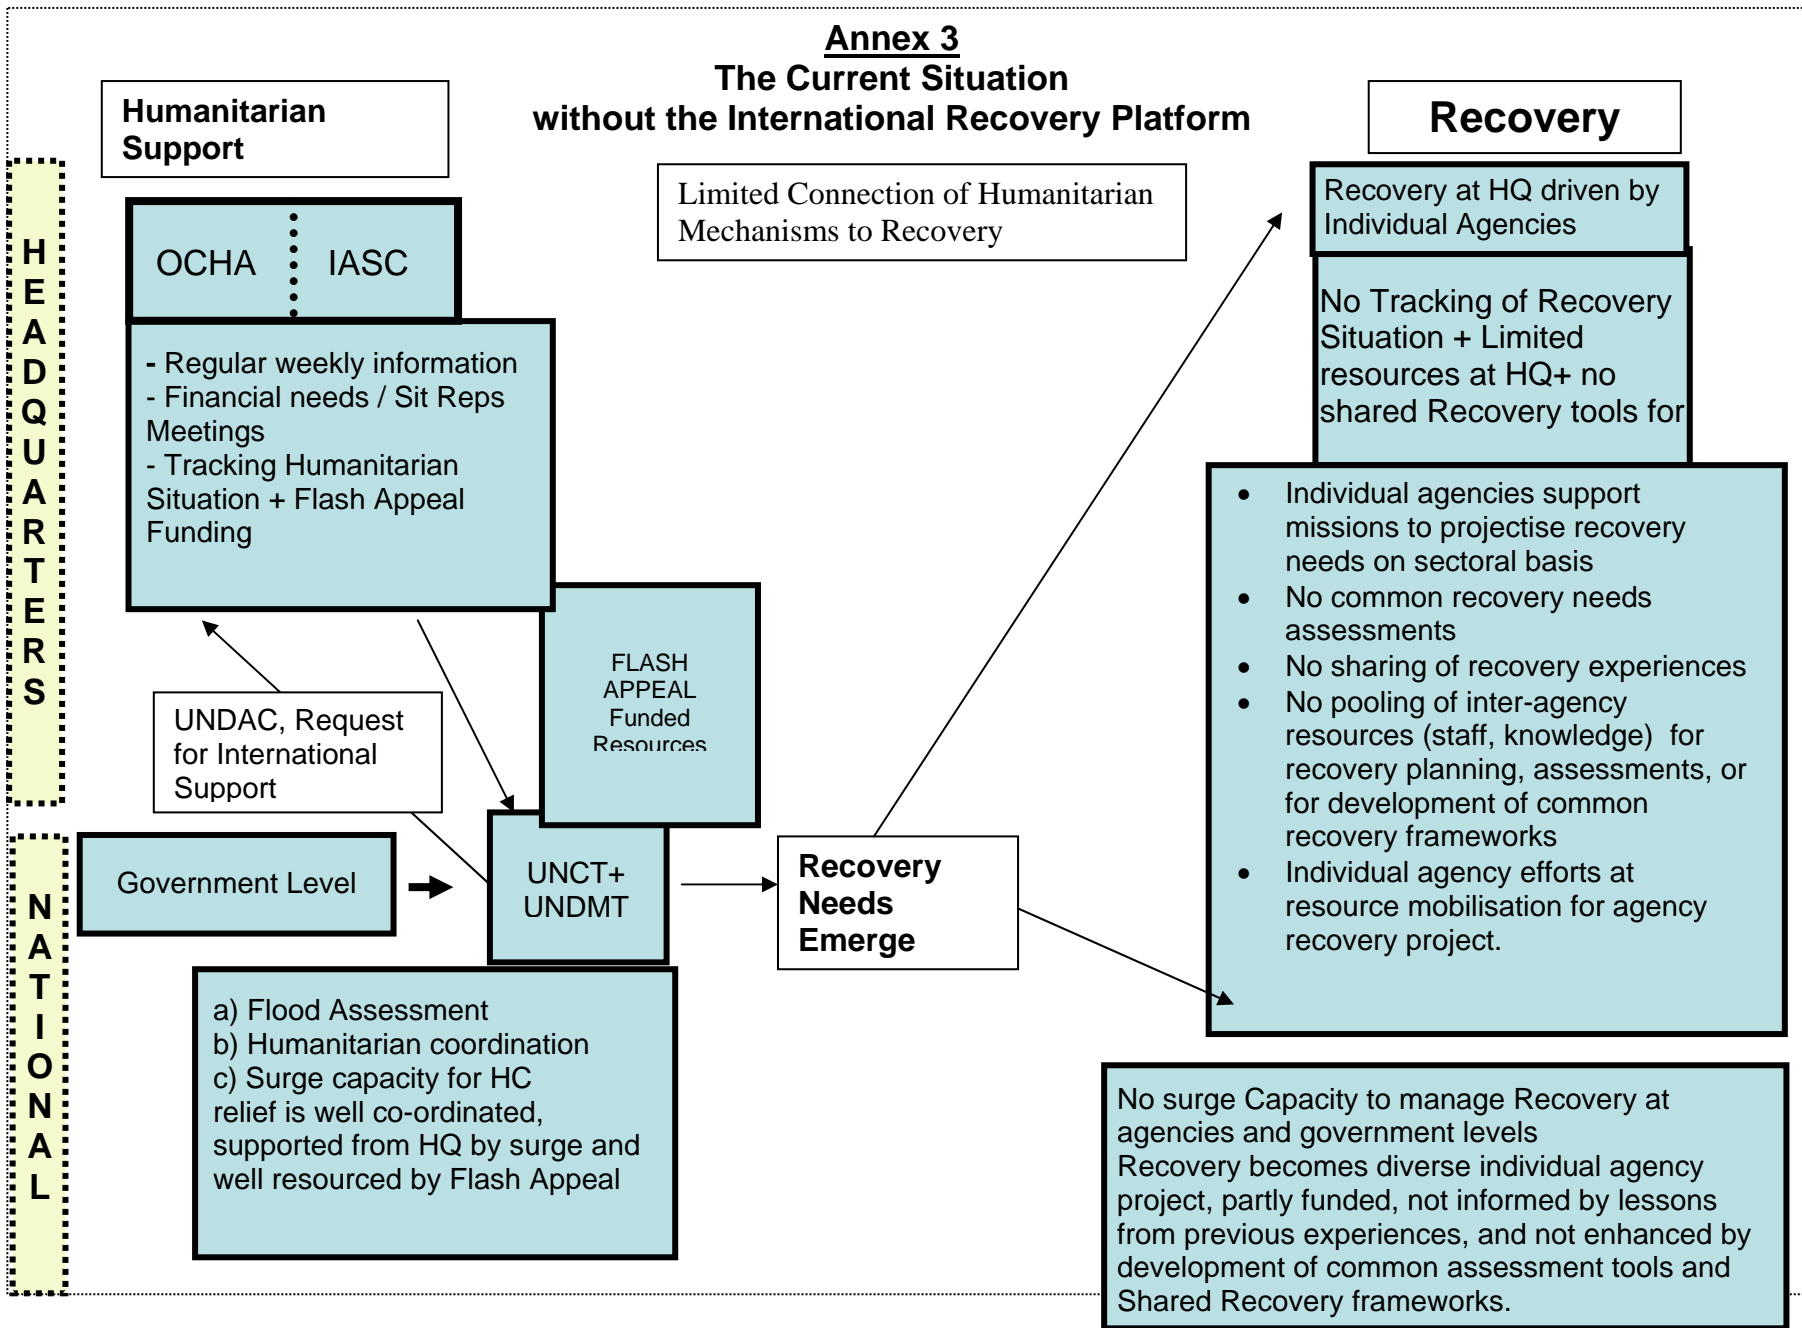 Annex 3
The Current Situation
without the International Recovery Platform
Humanitarian
Support
Recovery
Limited Connection of Humanitarian
Mechanisms to Recovery
HEADQUARTERS
OCHA
IASC
- Regular weekly information
- Financial needs / Sit Reps
Meetings
- Tracking Humanitarian
Situation + Flash Appeal
Funding
FLASH
APPEAL
Funded
Resources
UNDAC, Request
for International
Support
NATIONAL
Government Level
UNCT+
UNDMT
a) Flood Assessment
b) Humanitarian coordination
c) Surge capacity for HC
relief is well co-ordinated,
supported from HQ by surge and
well resourced by Flash Appeal
Recovery
Needs
Emerge
Recovery at HQ driven by
Individual Agencies
No Tracking of Recovery
Situation + Limited
resources at HQ+ no
shared Recovery tools for
• Individual agencies support
missions to projectise recovery
needs on sectoral basis
• No common recovery needs
assessments
• No sharing of recovery experiences
• No pooling of inter-agency
resources (staff, knowledge) for
recovery planning, assessments, or
for development of common
recovery frameworks
• Individual agency efforts at
resource mobilisation for agency
recovery project.
No surge Capacity to manage Recovery at
agencies and government levels
Recovery becomes diverse individual agency
project, partly funded, not informed by lessons
from previous experiences, and not enhanced by
development of common assessment tools and
Shared Recovery frameworks.